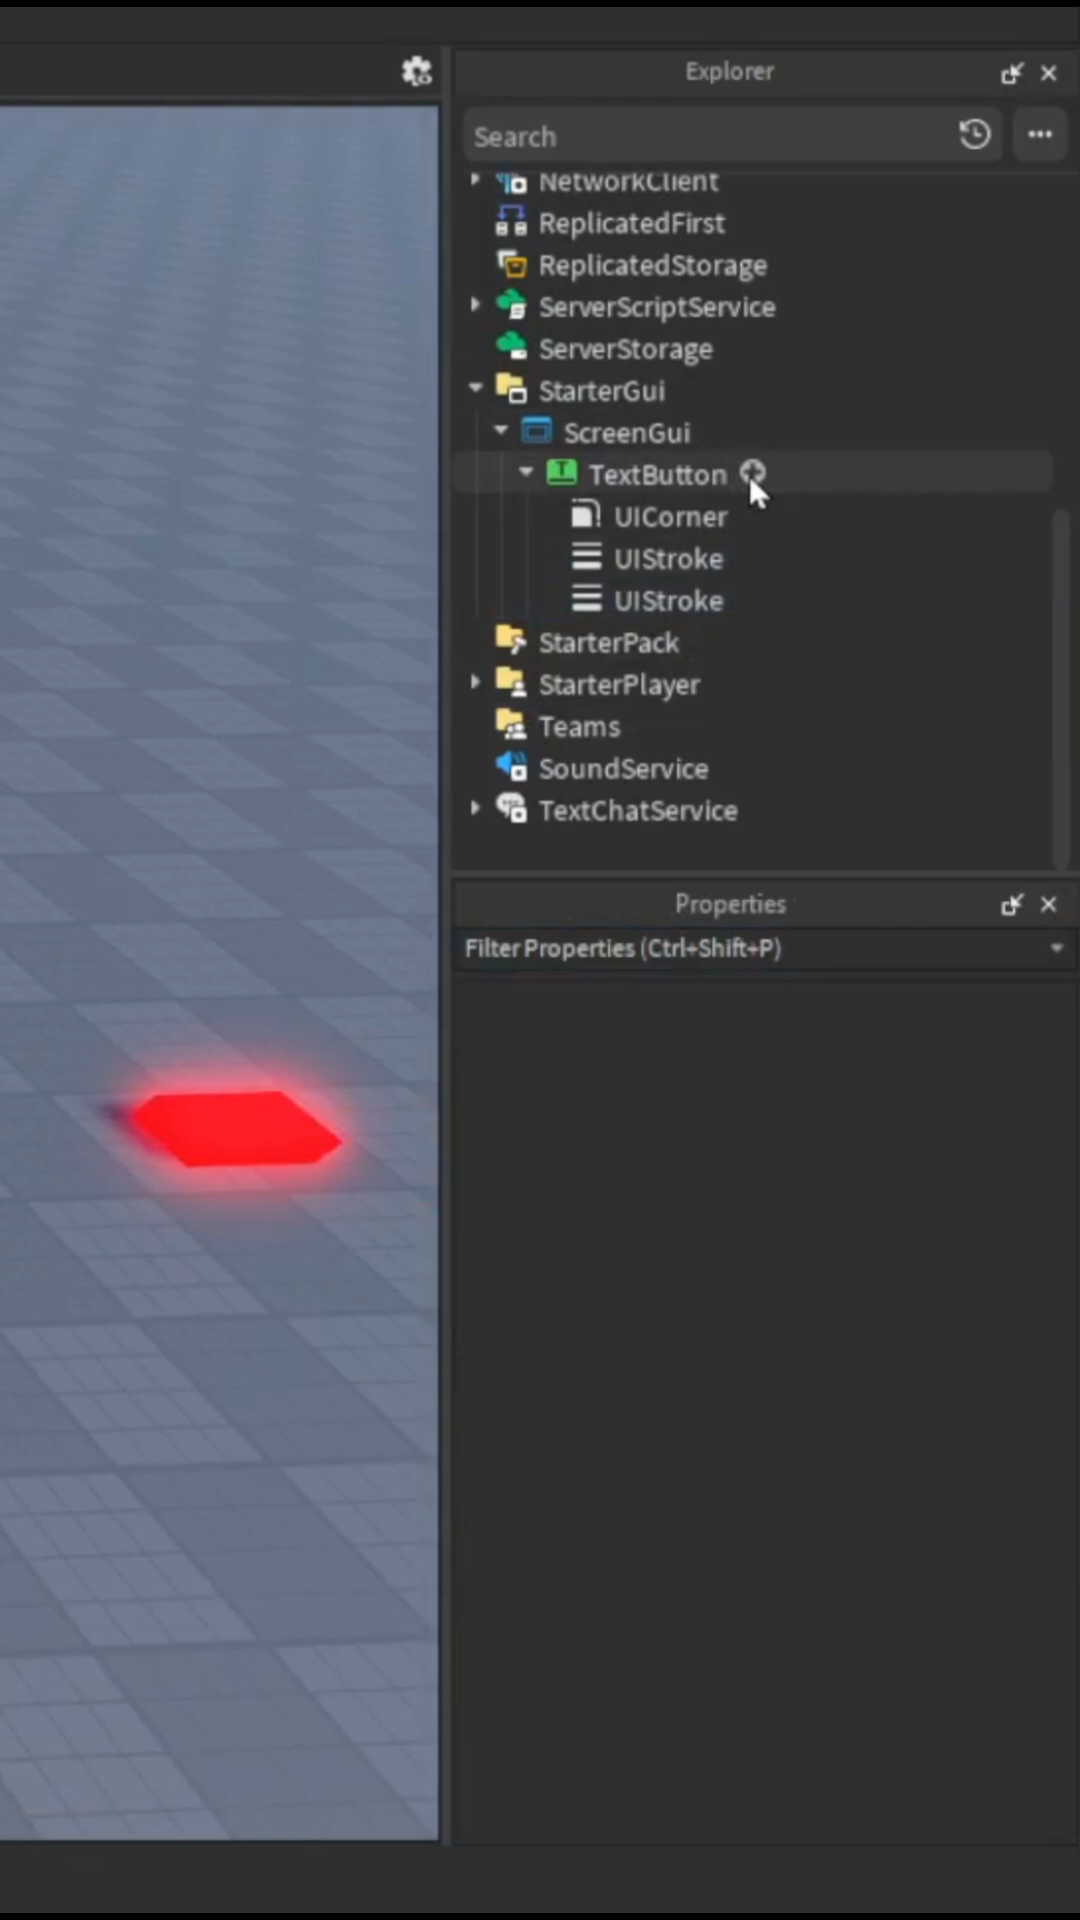 Explorer
Search
NetworkClient
ReplicatedFirst
ReplicatedStorage
ServerScriptService
ServerStorage
StarterGui
ScreenGui
TextButton
UICorner
UIStroke
UIStroke
StarterPack
StarterPlayer
Teams
SoundService
TextChatService
Properties
Filter Properties (Ctrl+Shift+P)